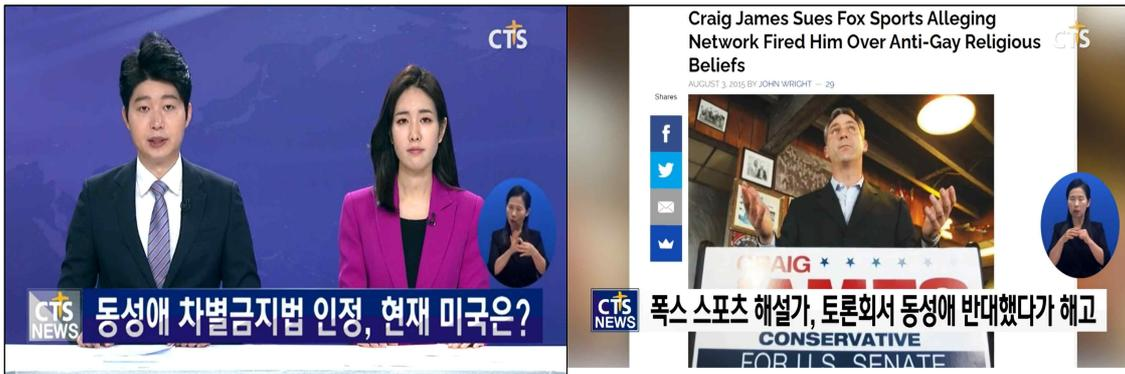 CTS
CTS
NEWS
동성애 차별금지법 인정, 현재 미국은?
Craig James Sues Fox Sports Alleging
Network Fired Him Over Anti-Gay Religious
Beliefs
CTS
AUGUST 3, 2015 BY JOHN WRIGHT — 29
Shares
CRAIG
JAMES
CTS
NEWS
폭스 스포츠 해설가, 토론회서 동성애 반대했다가 해고
CONSERVATIVE
FOR U.S. SENATE